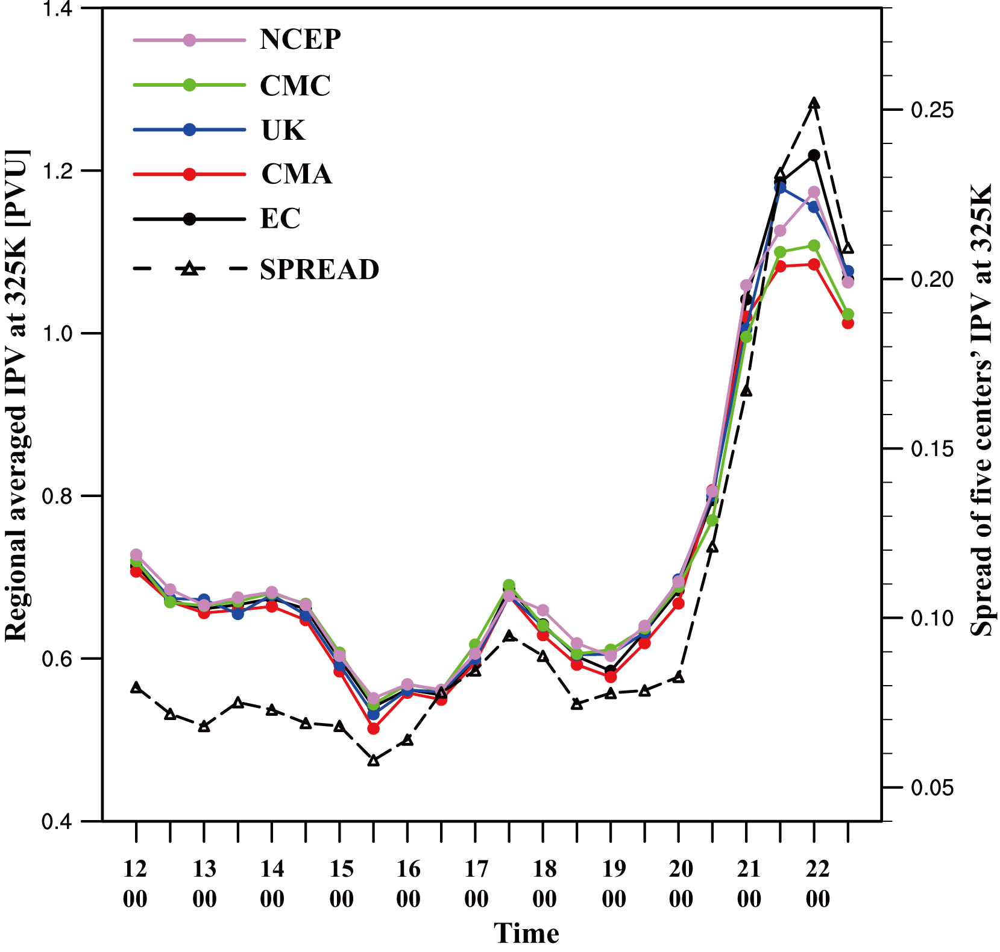 Regional averaged IPV at 325K [PVU]
1.4
1.2
1.0
0.8
0.6
0.4
NCEP
CMC
UK
CMA
EC
SPREAD
0.25
0.20
0.15
0.10
0.05
Spread of five centers’ IPV at 325K
12 13 14 15 16 17 18 19 20 21 22
00 00 00 00 00 00 00 00 00 00 00
Time